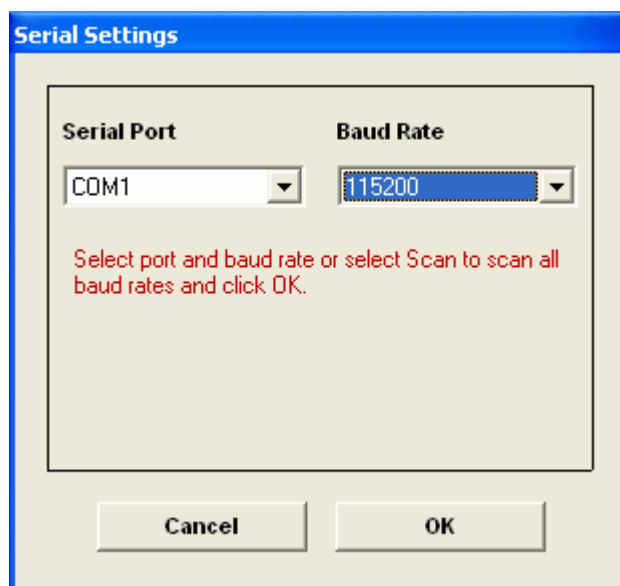 Serial Settings
Serial Port
Baud Rate
COM1
115200
Select port and baud rate or select Scan to scan all
baud rates and click OK.
Cancel
OK